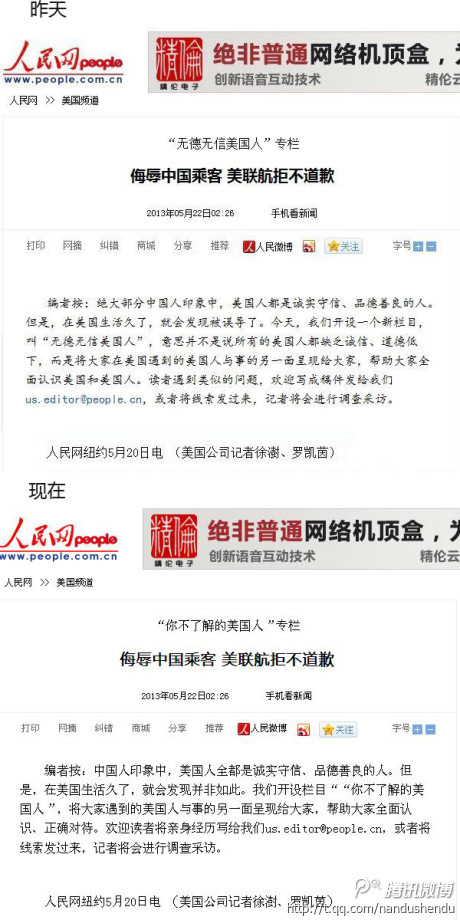 昨天
人民网people
www.people.com.cn
精伦
精伦电子
绝非普通网络机顶盒，为
创新语音互动技术 精伦云
人民网 >> 美国频道
“无德无信美国人”专栏
侮辱中国乘客 美联航拒不道歉
2013年05月22日02:26 手机看新闻
打印 网摘 纠错 商城 分享 推荐 人民微博 关注 字号
编者按：绝大部分中国人印象中，美国人都是诚实守信、品德善良的人。
但是，在美国生活久了，就会发现被误导了。今天，我们开设一个新栏目，
叫“无德无信美国人”，意思并不是说所有的美国人都缺乏诚信、道德低
下，而是将大家在美国遇到的美国人与事的另一面呈现给大家，帮助大家全
面认识美国和美国人。读者遇到类似的问题，欢迎写成稿件发给我们
us.editor@people.cn，或者将线索发过来，记者将会进行调查采访。
人民网纽约5月20日电 （美国公司记者徐澍、罗凯茵）
现在
人民网people
www.people.com.cn
精伦
精伦电子
绝非普通网络机顶盒，为
创新语音互动技术 精伦云
人民网 >> 美国频道
“你不了解的美国人 ”专栏
侮辱中国乘客 美联航拒不道歉
2013年05月22日02:26 手机看新闻
打印 网摘 纠错 商城 分享 推荐 人民微博 关注 字号
编者按：中国人印象中，美国人全都是诚实守信、品德善良的人。但
是，在美国生活久了，就会发现并非如此。我们开设栏目““你不了解的美
国人 ”，将大家遇到的美国人与事的另一面呈现给大家，帮助大家全面认
识、正确对待。欢迎读者将亲身经历写给我们us.editor@people.cn，或者将
线索发过来，记者将会进行调查采访。
人民网纽约5月20日电 （美国公司记者徐澍、罗凯茵）
腾讯微博
http://t.qq.com/nandushendu